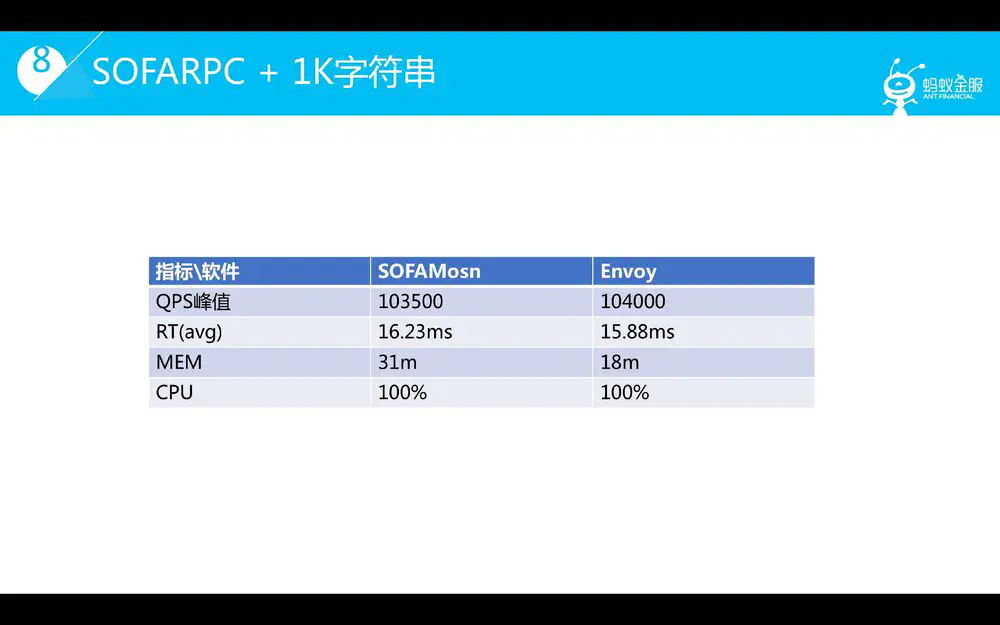 8
SOFARPC + 1K字符串
蚂蚁金服
ANT FINANCIAL
指标\软件 SOFAMosn Envoy
QPS峰值 103500 104000
RT(avg) 16.23ms 15.88ms
MEM 31m 18m
CPU 100% 100%